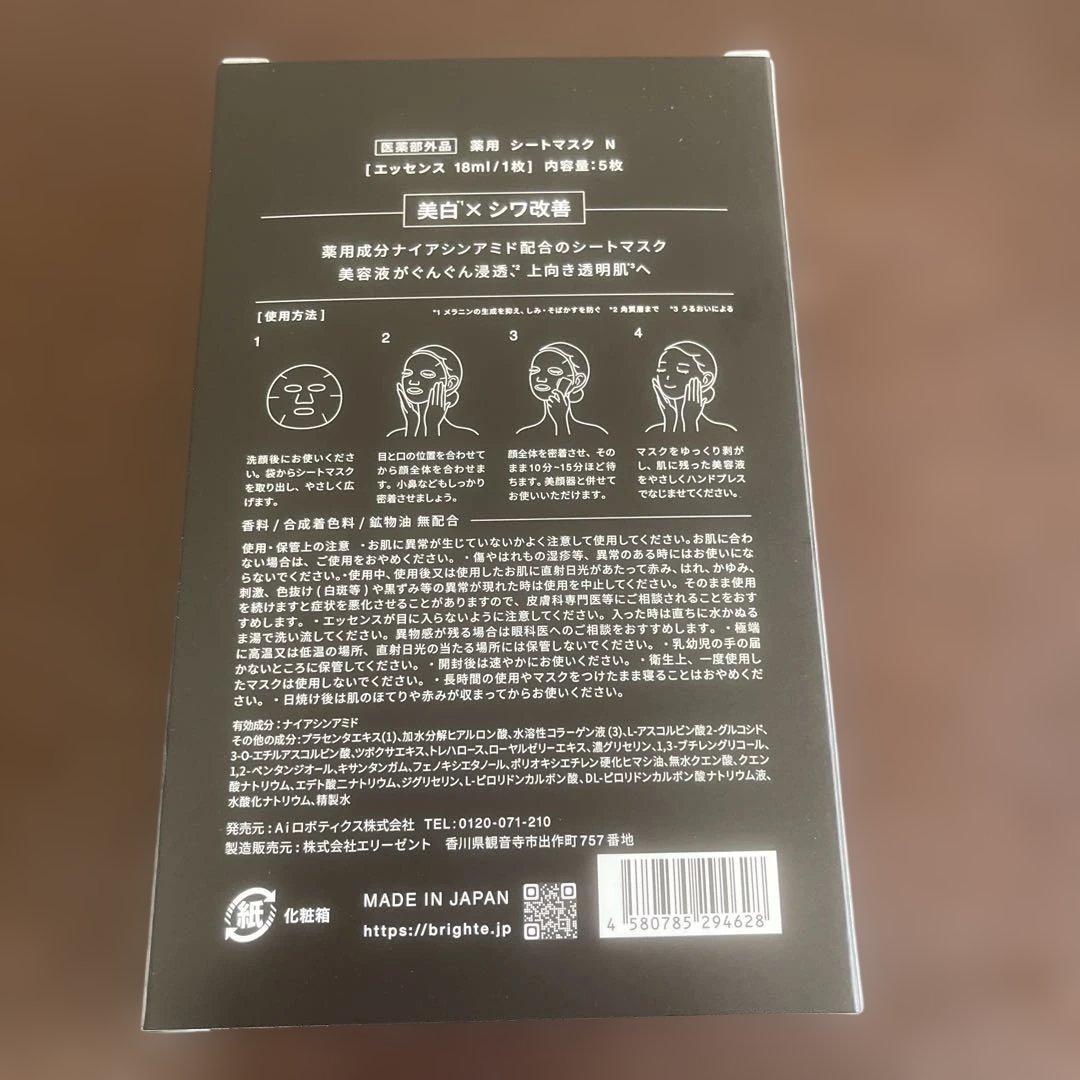 医薬部外品 薬用 シートマスク N
[エッセンス 18ml/1枚] 内容量:5枚
美白*1 × シワ改善
薬用成分ナイアシンアミド配合のシートマスク
美容液がぐんぐん浸透、*2 上向き透明肌*3へ
[使用方法]
*1 メラニンの生成を抑え、しみ・そばかすを防ぐ *2 角質層まで *3 うるおいによる
1
洗顔後にお使いくださ
い。袋からシートマスク
を取り出し、やさしく広
げます。
2
目と口の位置を合わせて
から顔全体を合わせま
す。小鼻などもしっかり
密着させましょう。
3
顔全体を密着させ、その
まま10分~15分ほど待
ちます。美顔器と併せて
お使いいただけます。
4
マスクをゆっくり剥が
し、肌に残った美容液
をやさしくハンドプレス
でなじませてください。
香料/合成着色料/鉱物油 無配合
使用・保管上の注意 ・お肌に異常が生じていないかよく注意して使用してください。お肌に合わ
ない場合は、ご使用をおやめください。・傷やはれもの湿疹等、異常のある時にはお使いにな
らないでください。・使用中、使用後又は使用したお肌に直射日光があたって赤み、はれ、かゆみ、
刺激、色抜け(白斑等)や黒ずみ等の異常が現れた時は使用を中止してください。そのまま使用
を続けますと症状を悪化させることがありますので、皮膚科専門医等にご相談されることをおす
すめします。・エッセンスが目に入らないように注意してください。入った時は直ちに水かぬる
ま湯で洗い流してください。異物感が残る場合は眼科医へのご相談をおすすめします。・極端
に高温又は低温の場所、直射日光の当たる場所には保管しないでください。・乳幼児の手の届
かないところに保管してください。・開封後は速やかにお使いください。・衛生上、一度使用し
たマスクは使用しないでください。・長時間の使用やマスクをつけたまま寝ることはおやめくだ
さい。・日焼け後は肌のほてりや赤みが収まってからお使いください。
有効成分:ナイアシンアミド
その他の成分:プラセンタエキス(1)、加水分解ヒアルロン酸、水溶性コラーゲン液(3)、L-アスコルビン酸2-グルコシド、
3-O-エチルアスコルビン酸、ツボクサエキス、トレハロース、ローヤルゼリーエキス、濃グリセリン、1,3-ブチレングリコール、
1,2-ペンタンジオール、キサンタンガム、フェノキシエタノール、ポリオキシエチレン硬化ヒマシ油、無水クエン酸、クエン
酸ナトリウム、エデト酸二ナトリウム、ジグリセリン、L-ピロリドンカルボン酸、DL-ピロリドンカルボン酸ナトリウム液、
水酸化ナトリウム、精製水
発売元:Aiロボティクス株式会社 TEL:0120-071-210
製造販売元:株式会社エリーゼント 香川県観音寺市出作町757番地
紙 化粧箱
MADE IN JAPAN
https://brighte.jp
4 580785 294628